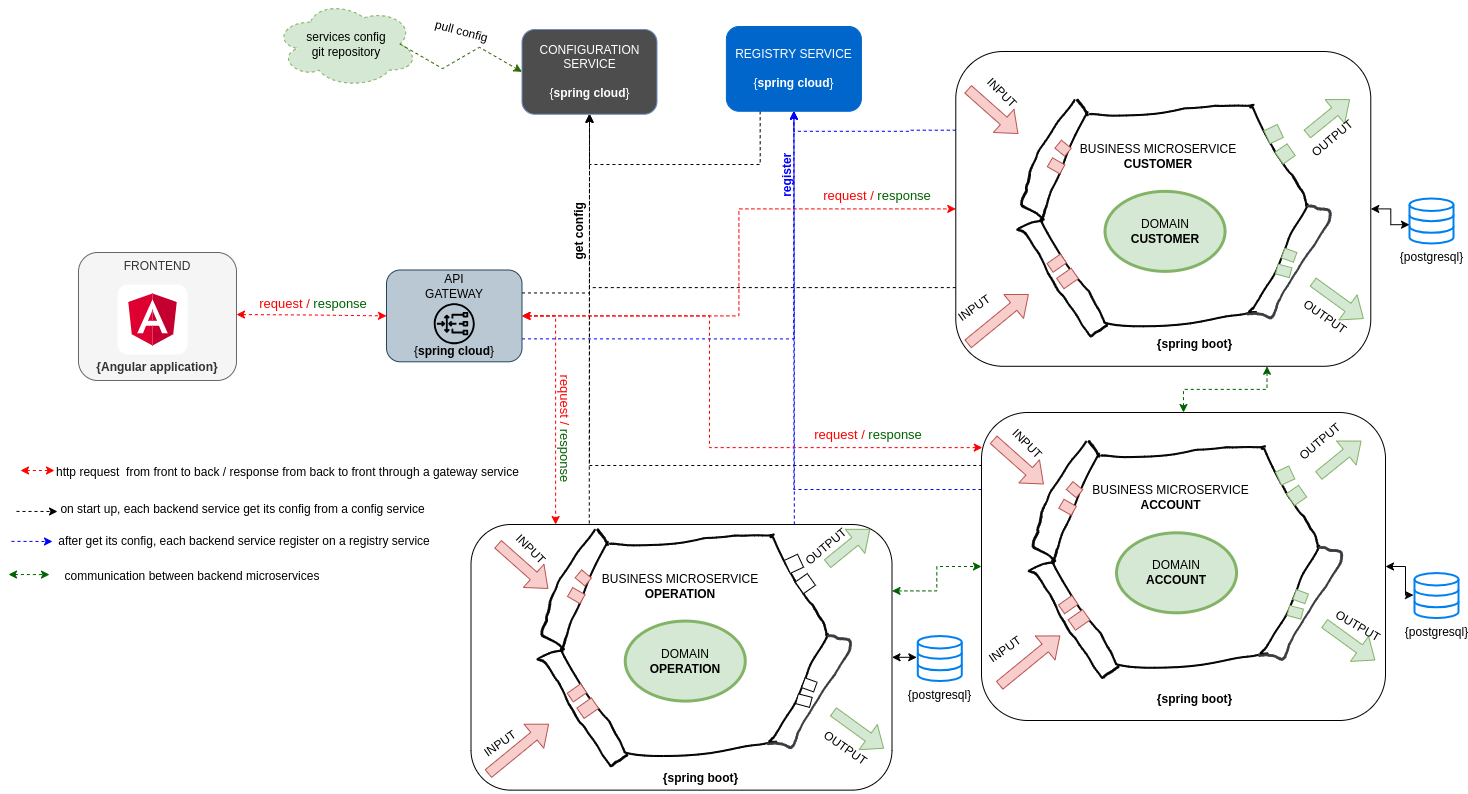 services config
git repository
pull config
CONFIGURATION
SERVICE
{spring cloud}
REGISTRY SERVICE
{spring cloud}
register
get config
FRONTEND
{Angular application}
request / response
API
GATEWAY
{spring cloud}
request / response
request / response
request / response
INPUT
OUTPUT
BUSINESS MICROSERVICE
CUSTOMER
DOMAIN
CUSTOMER
INPUT
OUTPUT
{spring boot}
{postgresql}
INPUT
OUTPUT
BUSINESS MICROSERVICE
ACCOUNT
DOMAIN
ACCOUNT
INPUT
OUTPUT
{spring boot}
{postgresql}
INPUT
OUTPUT
BUSINESS MICROSERVICE
OPERATION
DOMAIN
OPERATION
INPUT
OUTPUT
{spring boot}
{postgresql}
http request from front to back / response from back to front through a gateway service
on start up, each backend service get its config from a config service
after get its config, each backend service register on a registry service
communication between backend microservices